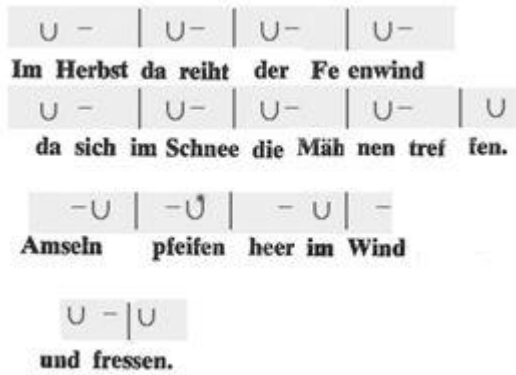 ∪ – | ∪– | ∪– | ∪–
Im Herbst da reiht der Fe enwind
∪ – | ∪– | ∪– | ∪– | ∪
da sich im Schnee die Mäh nen tref fen.
–∪ | –∪ | – ∪ | –
Amseln pfeifen heer im Wind
∪ – | ∪
und fressen.